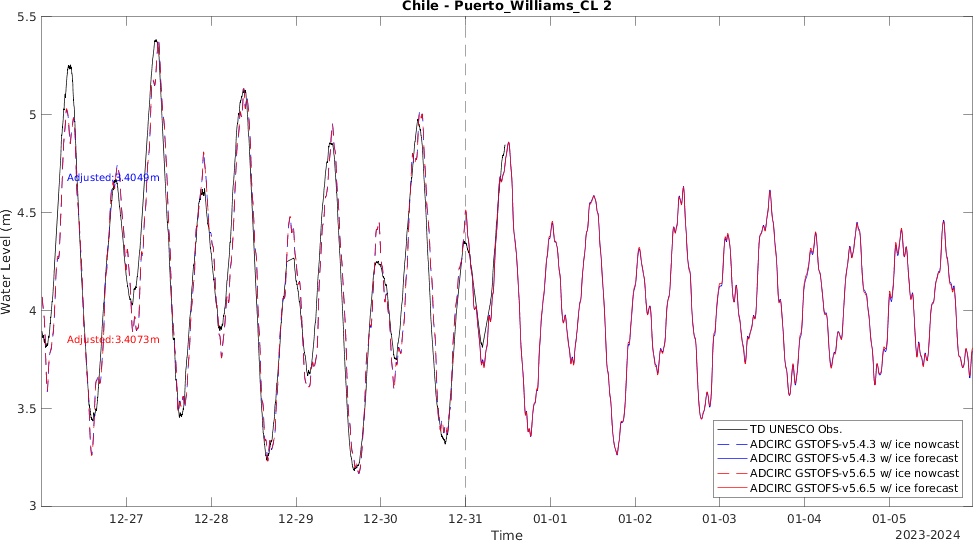 Chile - Puerto_Williams_CL 2
5.5
5
4.5
4
3.5
3
Water Level (m)
Adjusted:3.4049m
Adjusted:3.4073m
TD UNESCO Obs.
ADCIRC GSTOFS-v5.4.3 w/ ice nowcast
ADCIRC GSTOFS-v5.4.3 w/ ice forecast
ADCIRC GSTOFS-v5.6.5 w/ ice nowcast
ADCIRC GSTOFS-v5.6.5 w/ ice forecast
12-27 12-28 12-29 12-30 12-31 01-01 01-02 01-03 01-04 01-05
Time
2023-2024